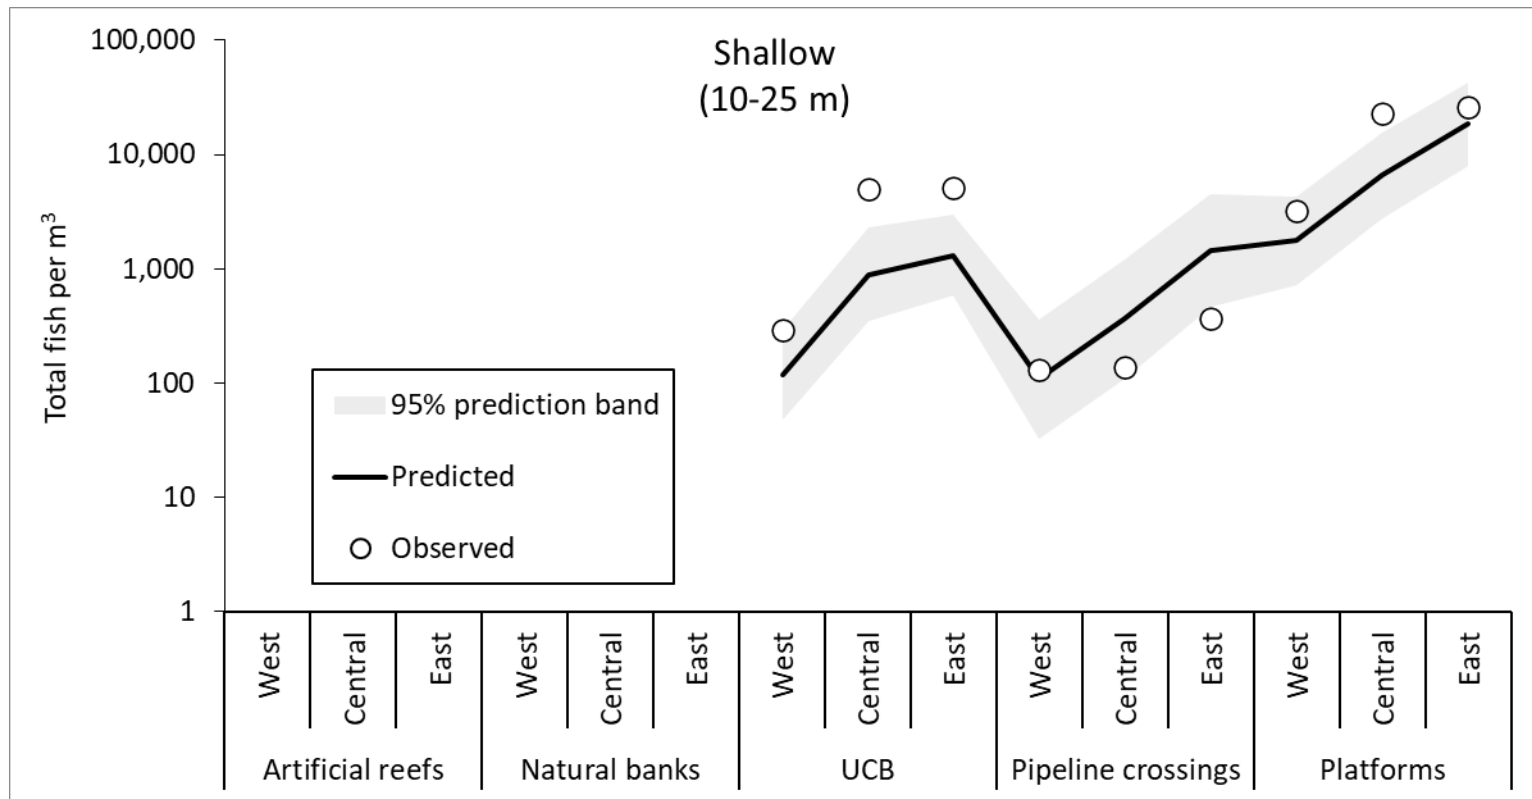 Shallow
(10-25 m)
Total fish per m³
100,000
10,000
1,000
100
10
1
95% prediction band
Predicted
Observed
West
Central
East
West
Central
East
West
Central
East
West
Central
East
West
Central
East
Artificial reefs
Natural banks
UCB
Pipeline crossings
Platforms